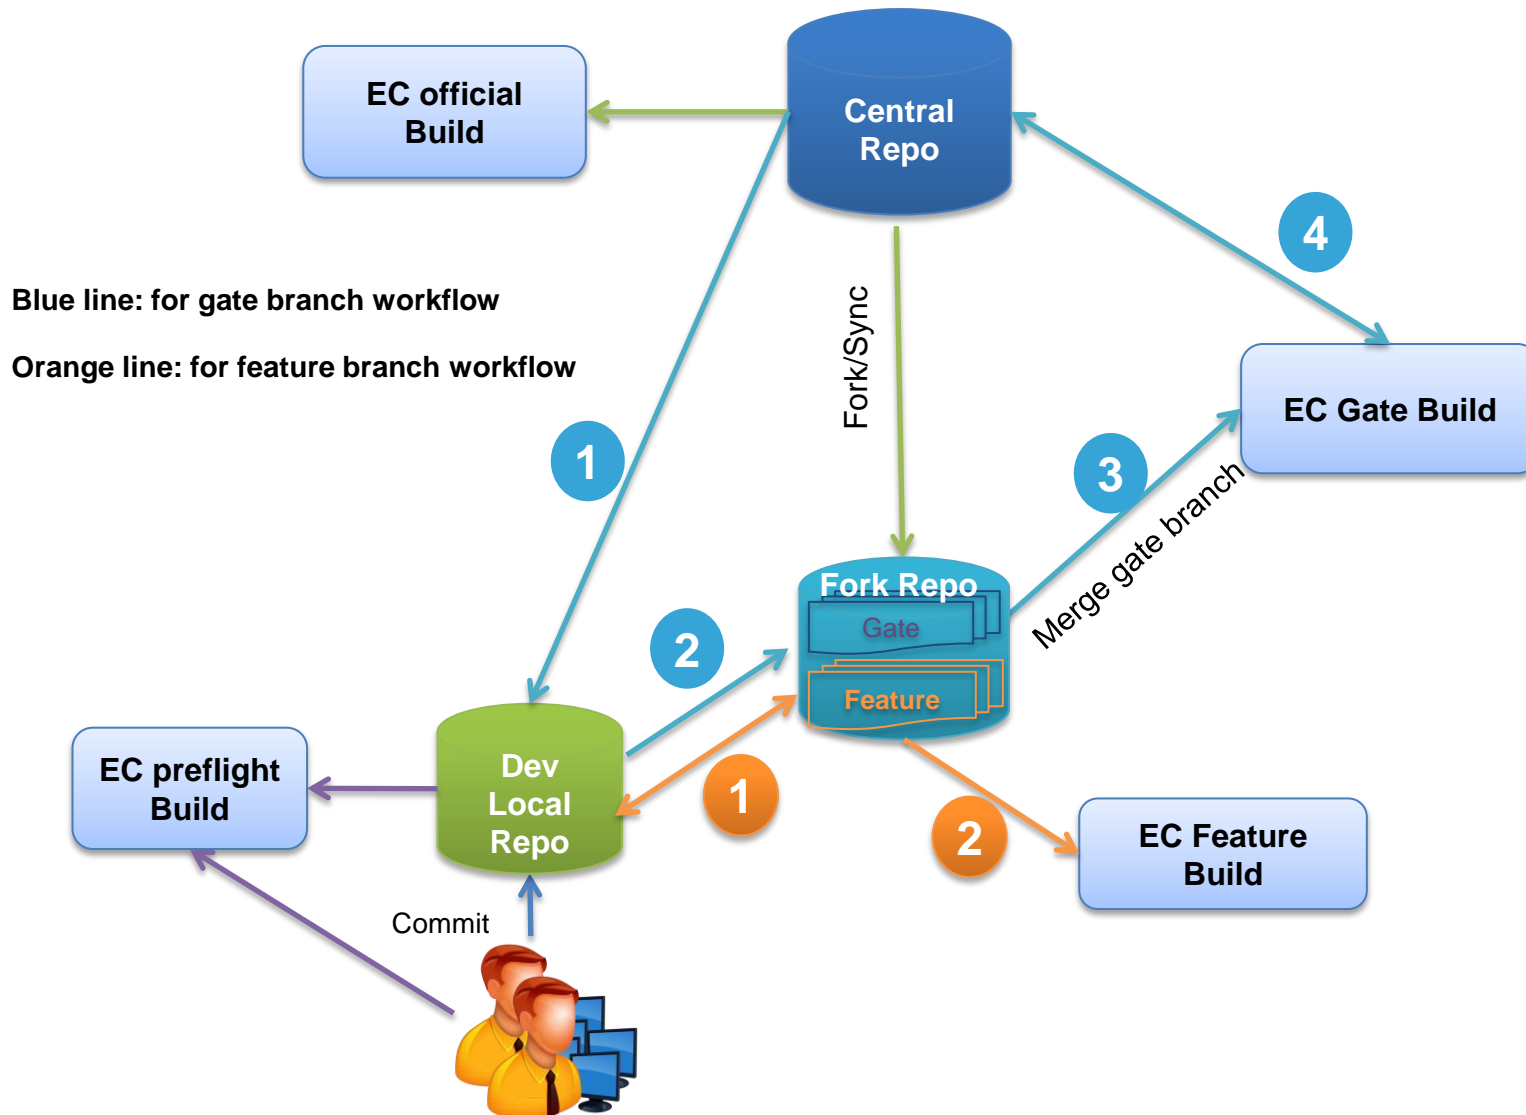 EC official
Build
Central
Repo
4
Blue line: for gate branch workflow
Orange line: for feature branch workflow
Fork/Sync
EC Gate Build
1
3
Merge gate branch
Fork Repo
Gate
2
Feature
EC preflight
Build
Dev
Local
Repo
1
2
EC Feature
Build
Commit